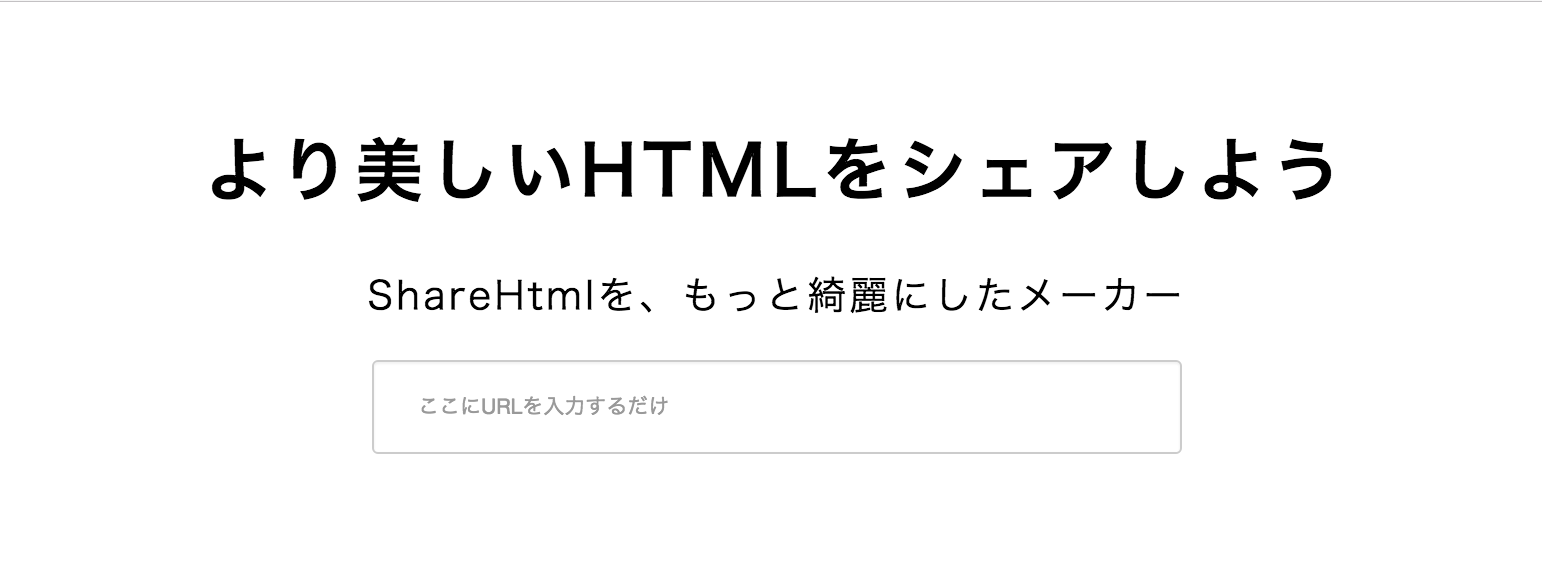 より美しいHTMLをシェアしよう
ShareHtmlを、もっと綺麗にしたメーカー
ここにURLを入力するだけ